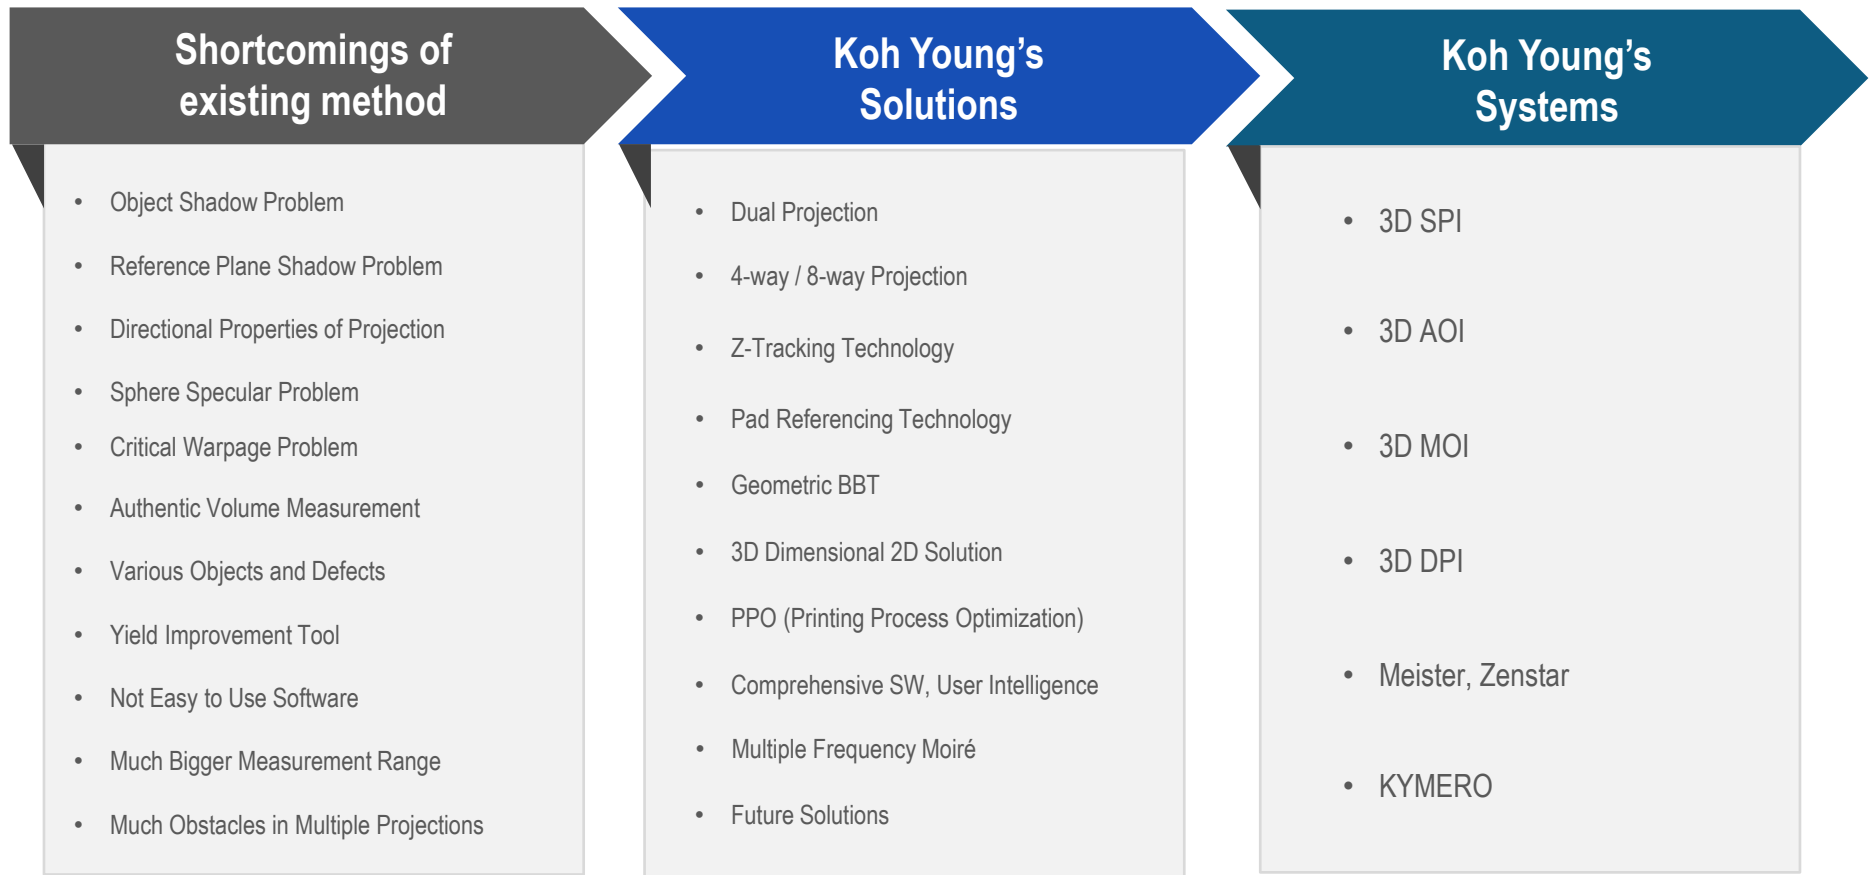 Shortcomings of
existing method
• Object Shadow Problem
• Reference Plane Shadow Problem
• Directional Properties of Projection
• Sphere Specular Problem
• Critical Warpage Problem
• Authentic Volume Measurement
• Various Objects and Defects
• Yield Improvement Tool
• Not Easy to Use Software
• Much Bigger Measurement Range
• Much Obstacles in Multiple Projections
Koh Young’s
Solutions
• Dual Projection
• 4-way / 8-way Projection
• Z-Tracking Technology
• Pad Referencing Technology
• Geometric BBT
• 3D Dimensional 2D Solution
• PPO (Printing Process Optimization)
• Comprehensive SW, User Intelligence
• Multiple Frequency Moiré
• Future Solutions
Koh Young’s
Systems
• 3D SPI
• 3D AOI
• 3D MOI
• 3D DPI
• Meister, Zenstar
• KYMERO